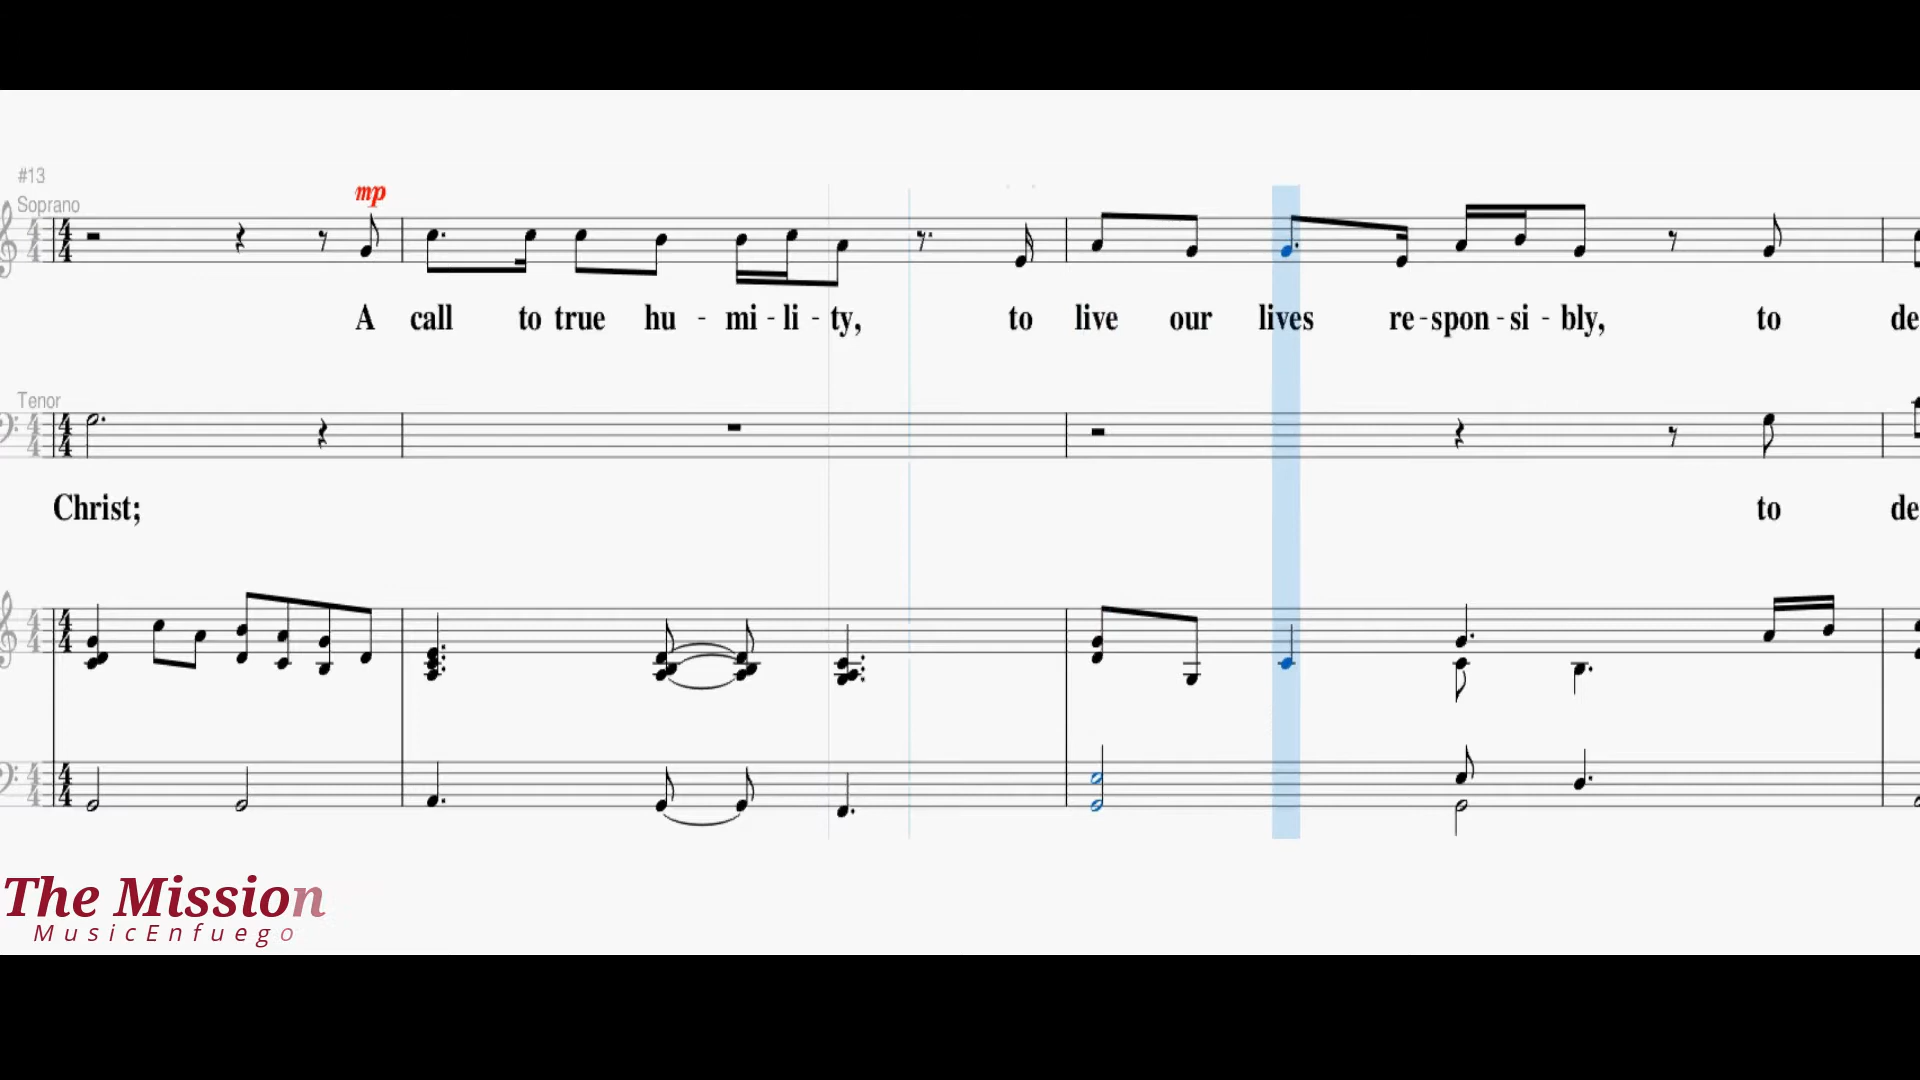 #13
Soprano
mp
A call to true hu - mi - li - ty, to live our lives re - spon - si - bly, to de
Tenor
Christ; to de
The Mission
MusicEnfuego